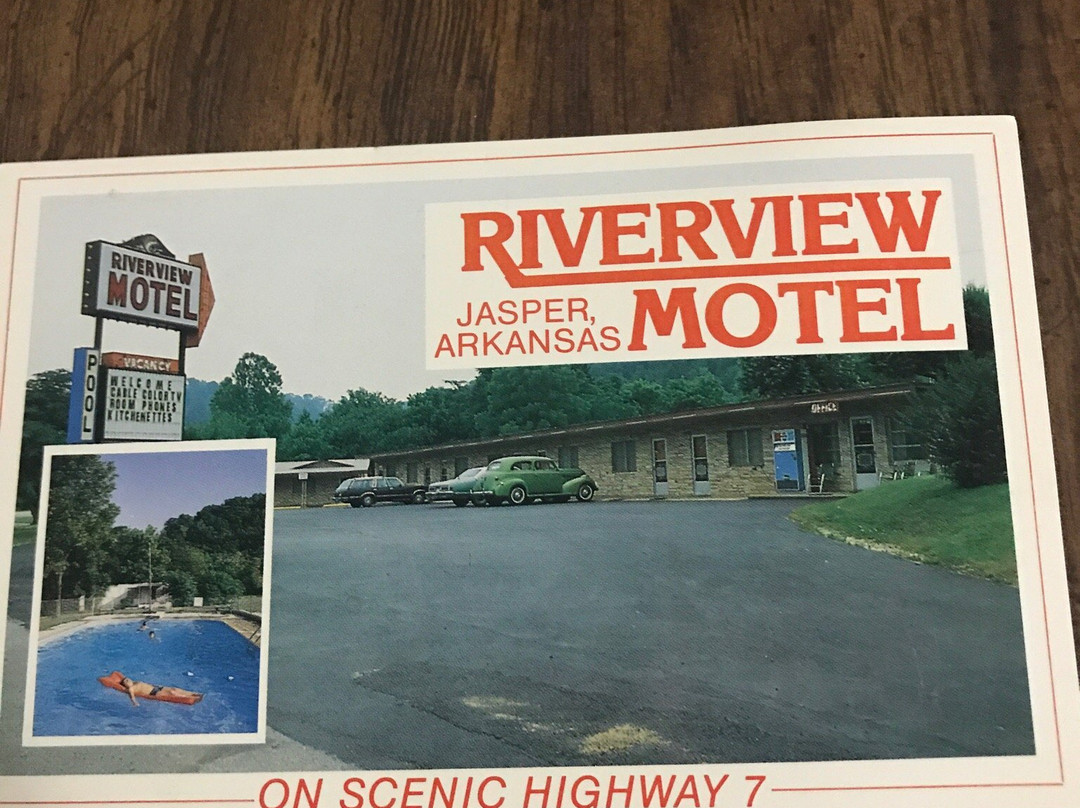 RIVERVIEW
MOTEL
JASPER,
ARKANSAS
RIVERVIEW
MOTEL
POOL
VACANCY
WELCOME
CABLE COLOR TV
ROOM PHONES
KITCHENETTES
OFFICE
ON SCENIC HIGHWAY 7